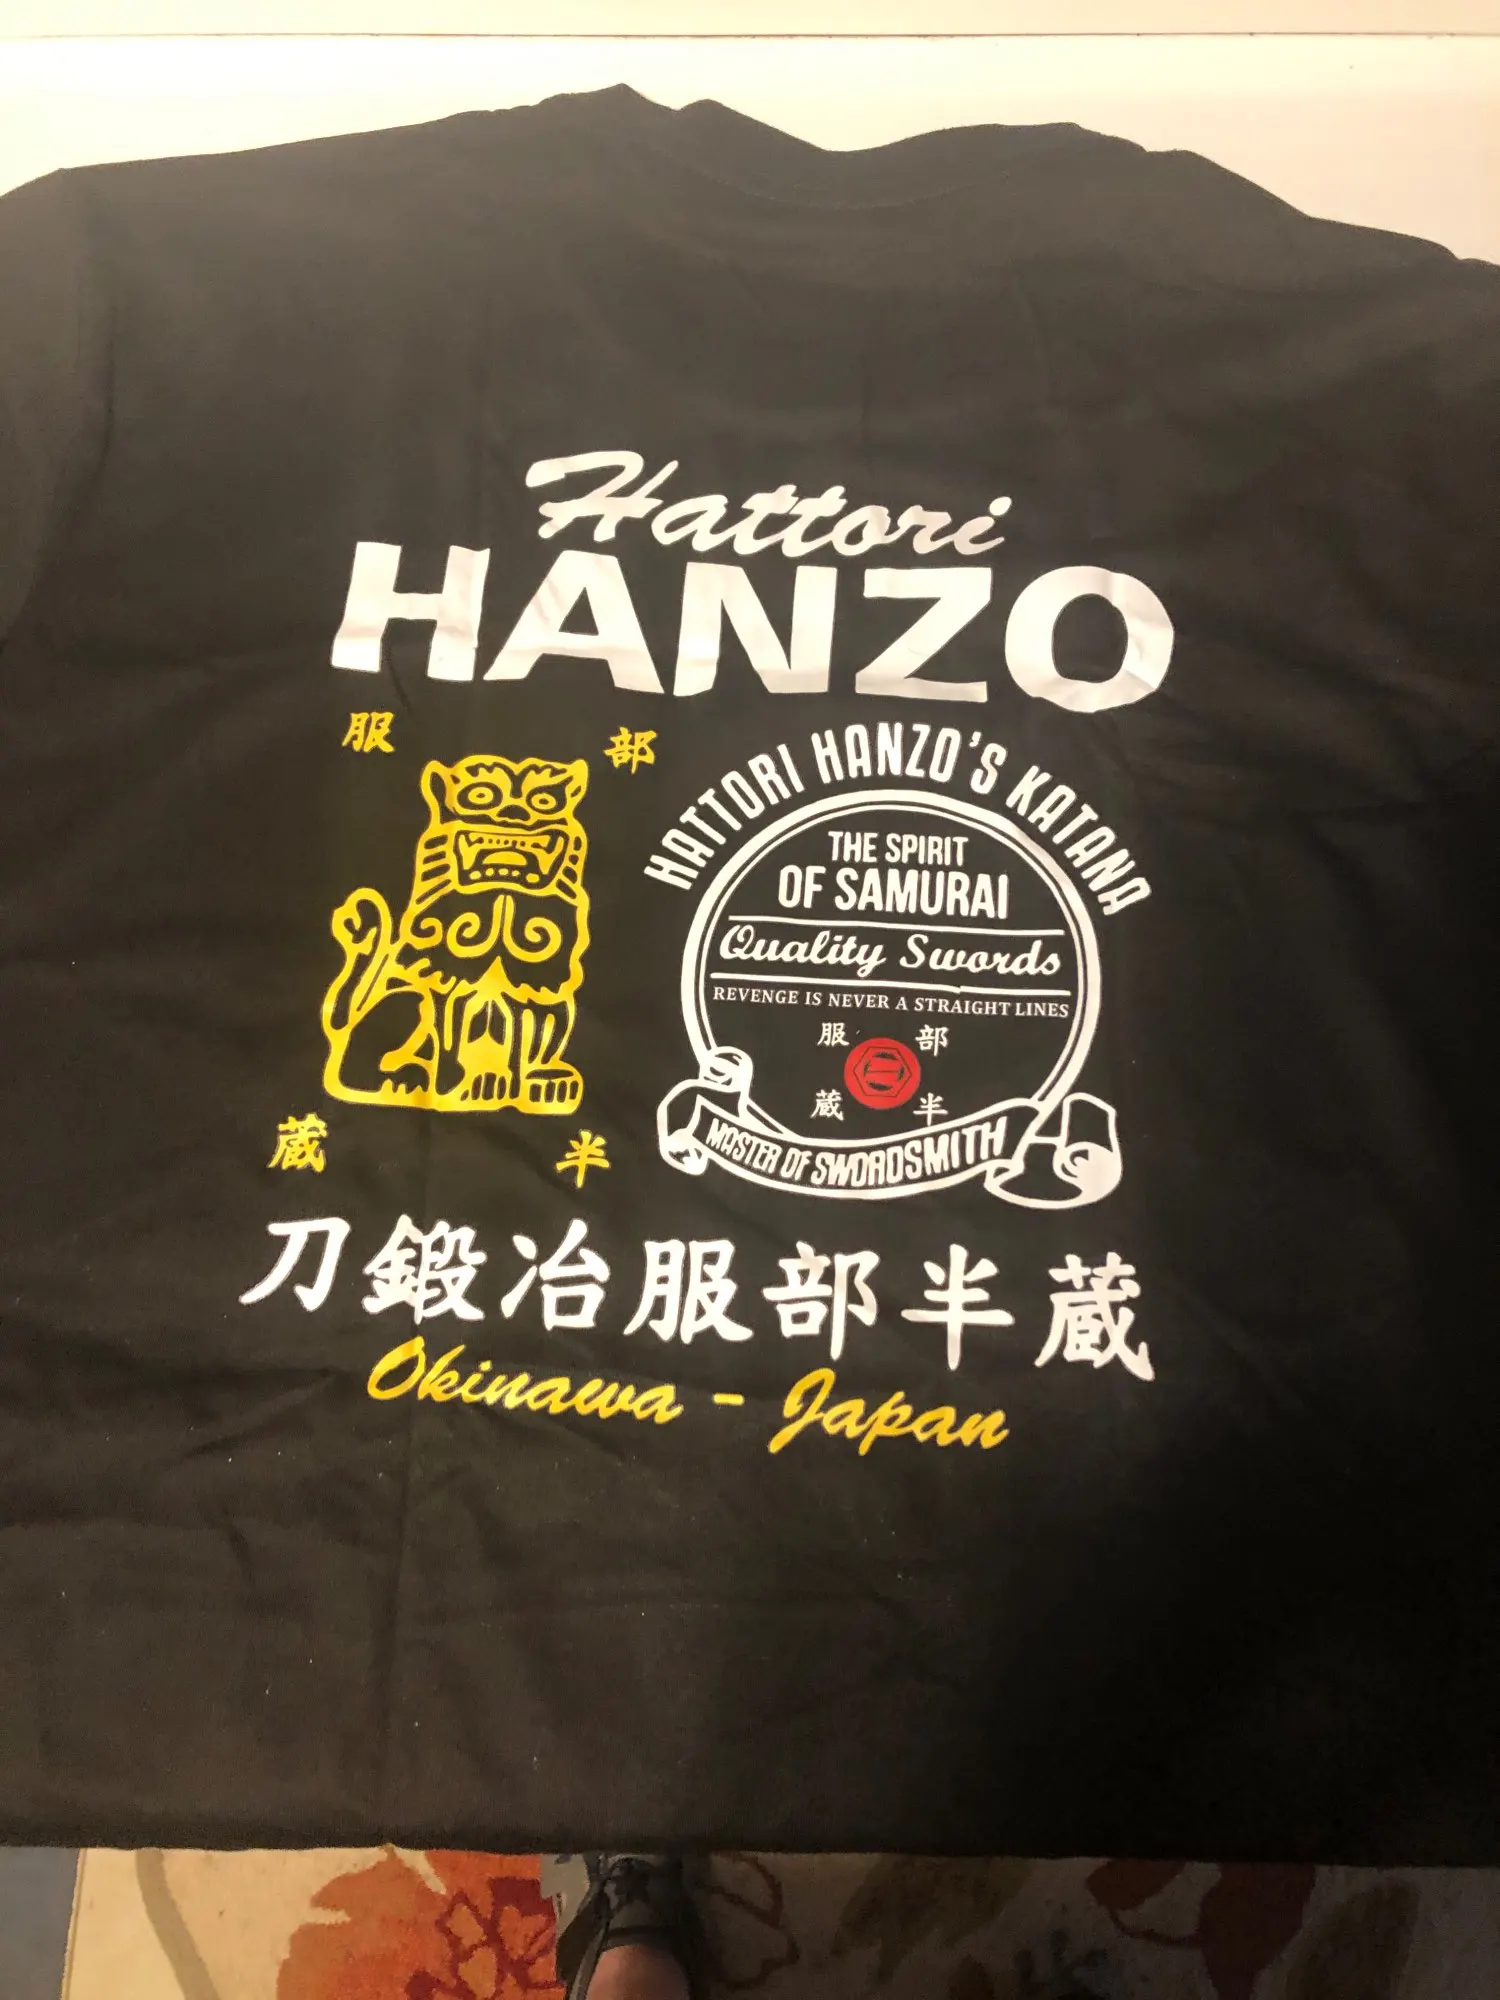 Hattori
HANZO
服 部
蔵 半
HATTORI HANZO'S KATANA
THE SPIRIT
OF SAMURAI
Quality Swords
REVENGE IS NEVER A STRAIGHT LINES
服 部
蔵 半
MASTER OF SWORDSMITH
刀鍛冶服部半蔵
Okinawa - Japan